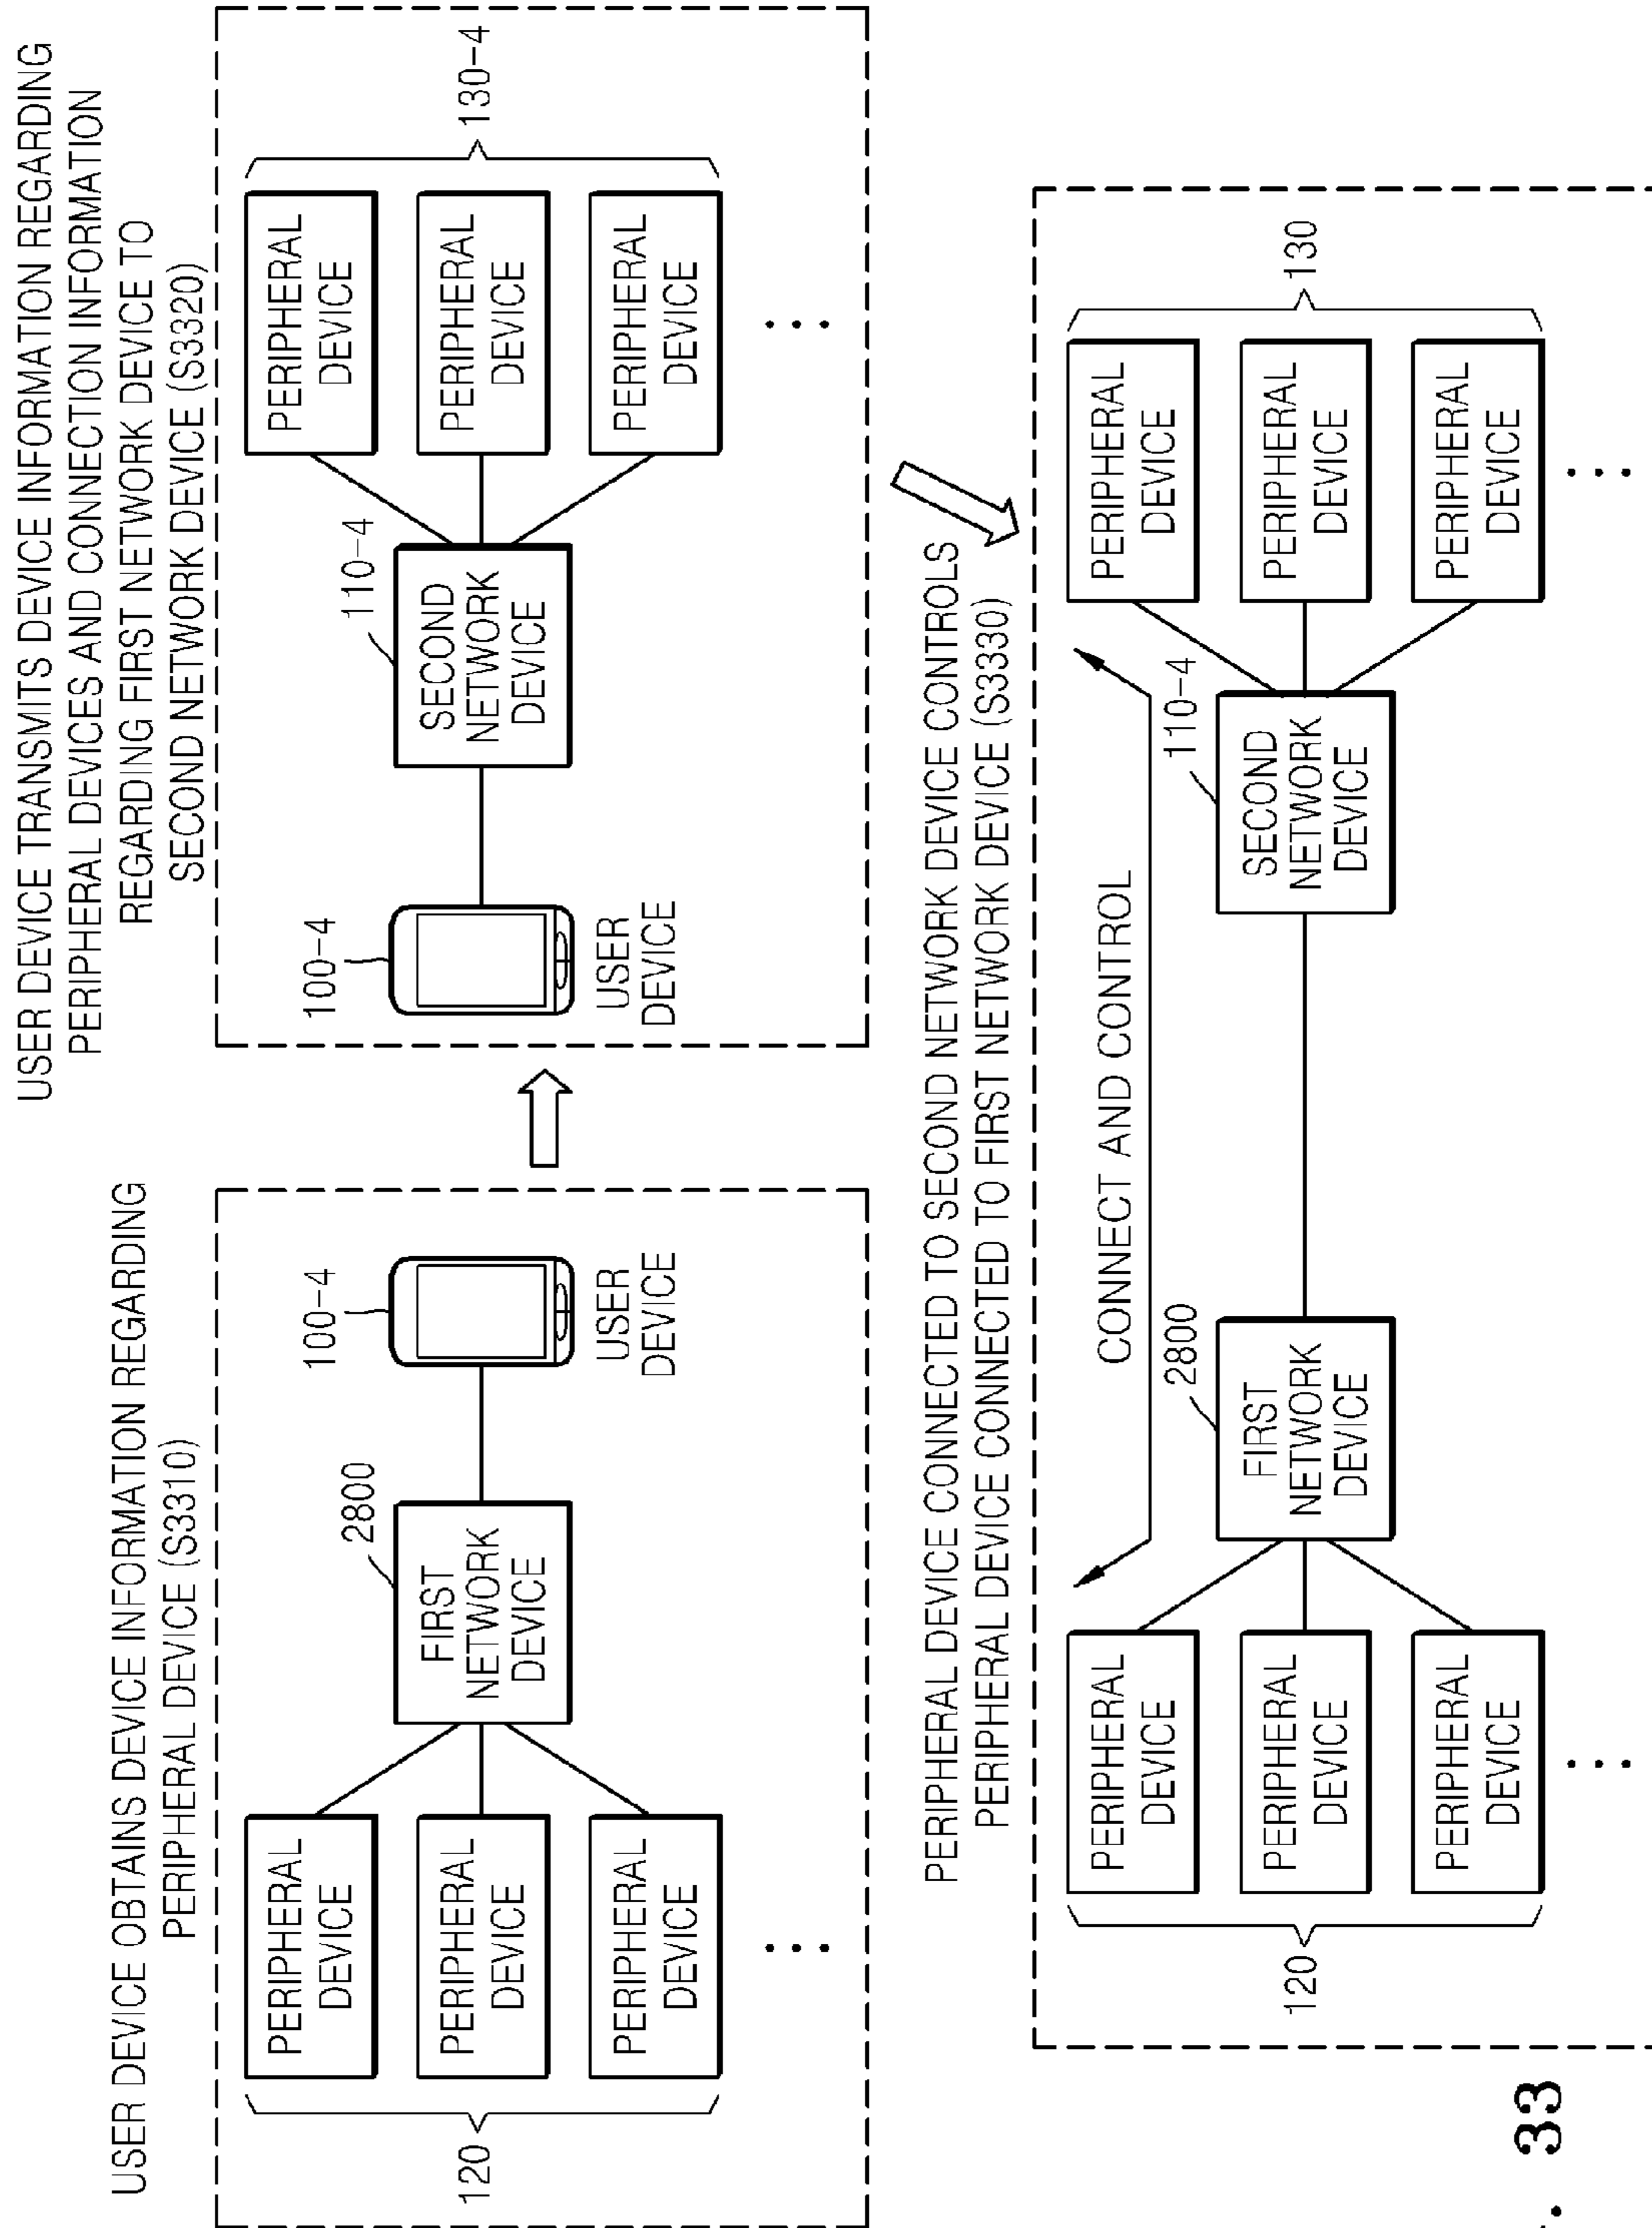 USER DEVICE OBTAINS DEVICE INFORMATION REGARDING
PERIPHERAL DEVICE (S3310)
120
PERIPHERAL
DEVICE
PERIPHERAL
DEVICE
PERIPHERAL
DEVICE
...
2800
FIRST
NETWORK
DEVICE
100-4
USER
DEVICE
USER DEVICE TRANSMITS DEVICE INFORMATION REGARDING
PERIPHERAL DEVICES AND CONNECTION INFORMATION
REGARDING FIRST NETWORK DEVICE TO
SECOND NETWORK DEVICE (S3320)
100-4
USER
DEVICE
110-4
SECOND
NETWORK
DEVICE
PERIPHERAL
DEVICE
PERIPHERAL
DEVICE
PERIPHERAL
DEVICE
...
130-4
PERIPHERAL DEVICE CONNECTED TO SECOND NETWORK DEVICE CONTROLS
PERIPHERAL DEVICE CONNECTED TO FIRST NETWORK DEVICE (S3330)
CONNECT AND CONTROL
120
PERIPHERAL
DEVICE
PERIPHERAL
DEVICE
PERIPHERAL
DEVICE
...
2800
FIRST
NETWORK
DEVICE
110-4
SECOND
NETWORK
DEVICE
PERIPHERAL
DEVICE
PERIPHERAL
DEVICE
PERIPHERAL
DEVICE
...
130
. 33